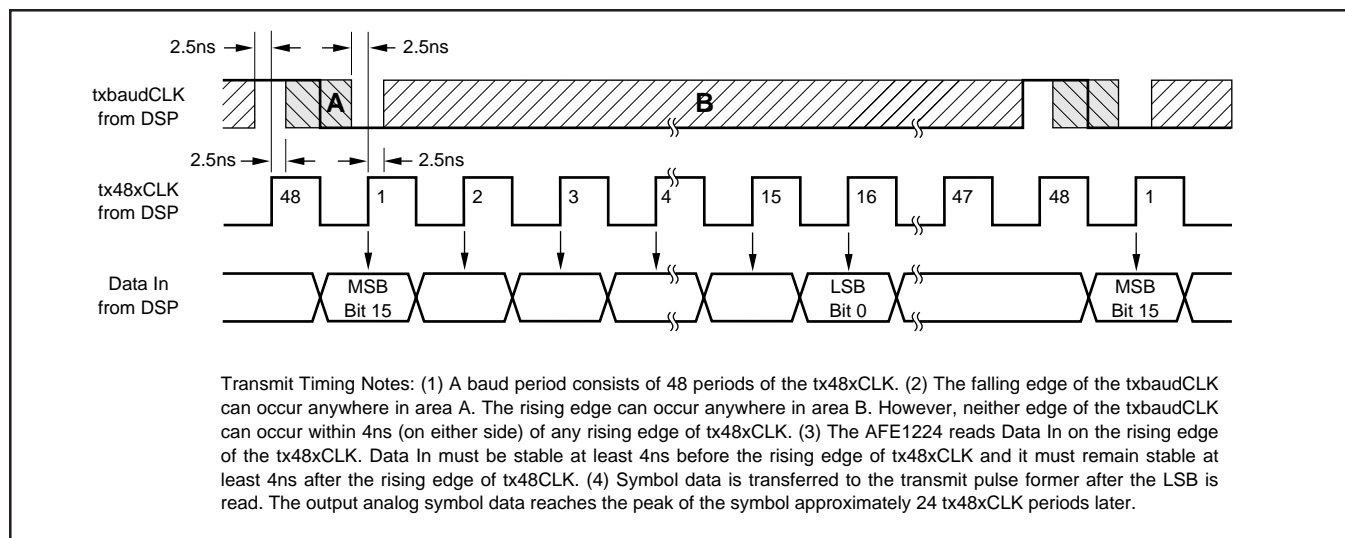 2.5ns
2.5ns
txbaudCLK
from DSP
A
B
2.5ns
2.5ns
tx48xCLK
from DSP
48
1
2
3
4
15
16
47
48
1
Data In
from DSP
MSB
Bit 15
LSB
Bit 0
MSB
Bit 15
Transmit Timing Notes: (1) A baud period consists of 48 periods of the tx48xCLK. (2) The falling edge of the txbaudCLK
can occur anywhere in area A. The rising edge can occur anywhere in area B. However, neither edge of the txbaudCLK
can occur within 4ns (on either side) of any rising edge of tx48xCLK. (3) The AFE1224 reads Data In on the rising edge
of the tx48xCLK. Data In must be stable at least 4ns before the rising edge of tx48xCLK and it must remain stable at
least 4ns after the rising edge of tx48CLK. (4) Symbol data is transferred to the transmit pulse former after the LSB is
read. The output analog symbol data reaches the peak of the symbol approximately 24 tx48xCLK periods later.